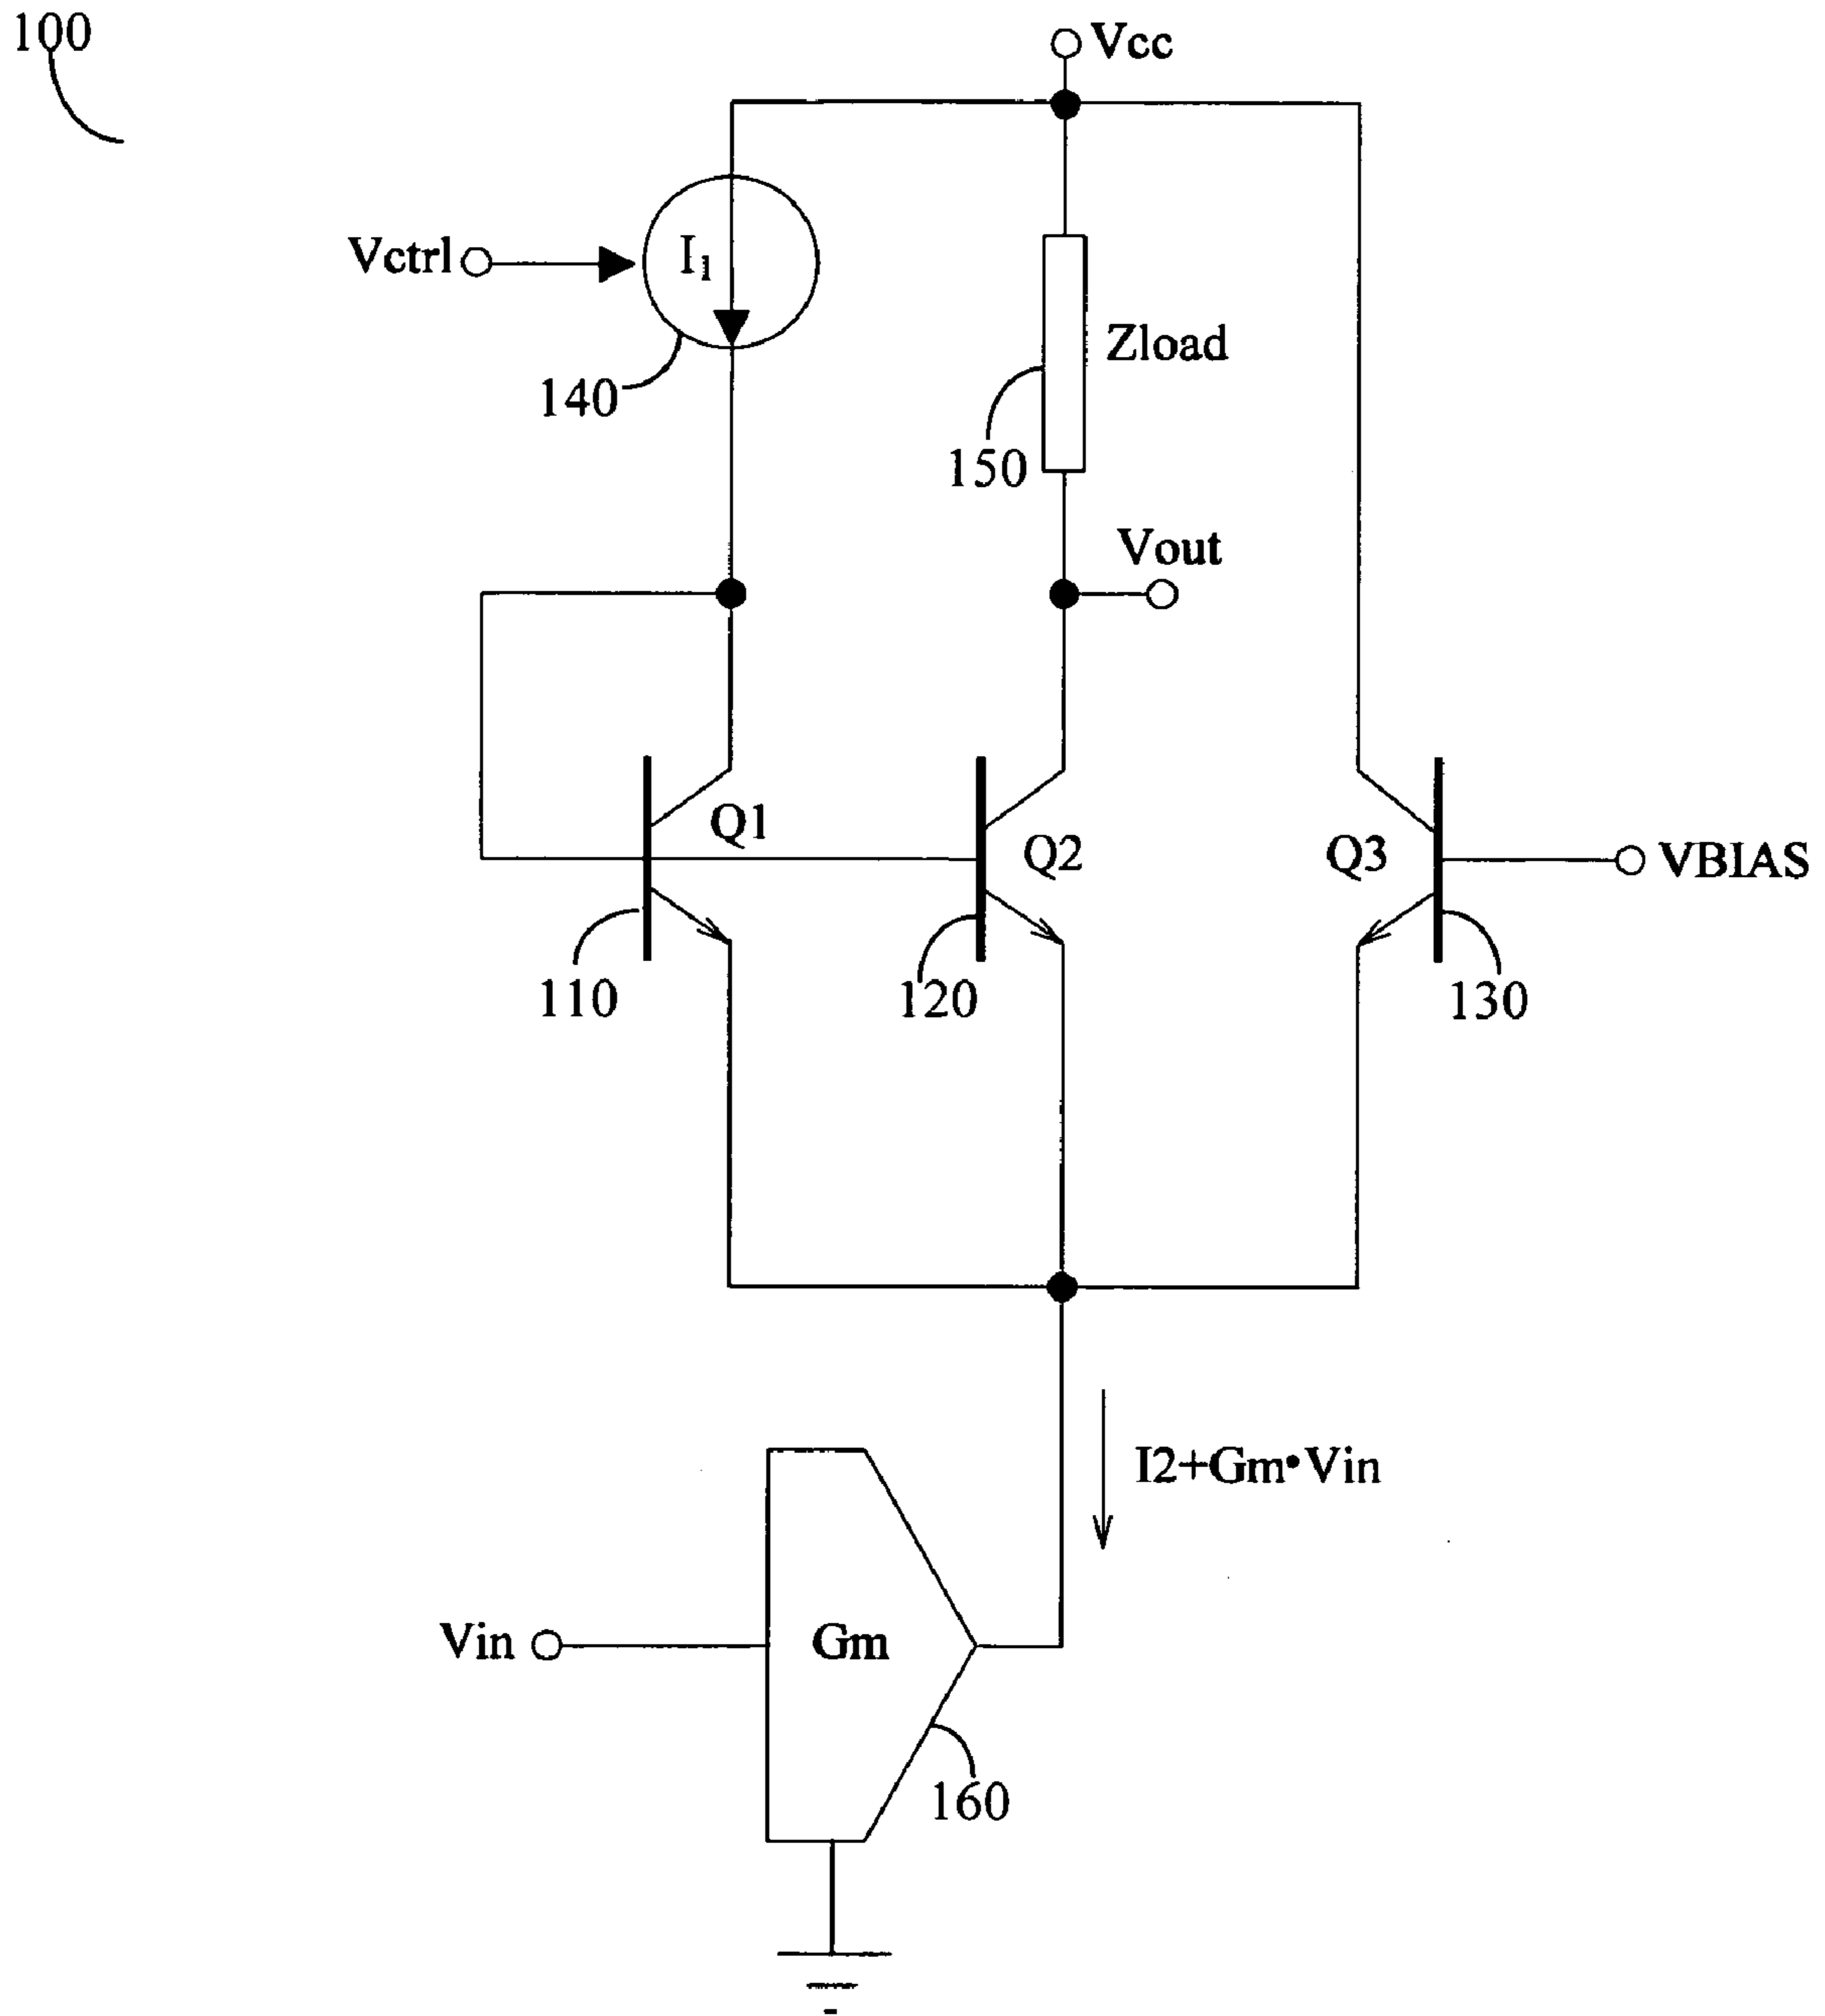 100
Vcc
Vctrl
I1
140
Zload
150
Vout
Q1
Q2
Q3
VBIAS
110
120
130
I2+Gm•Vin
Vin
Gm
160